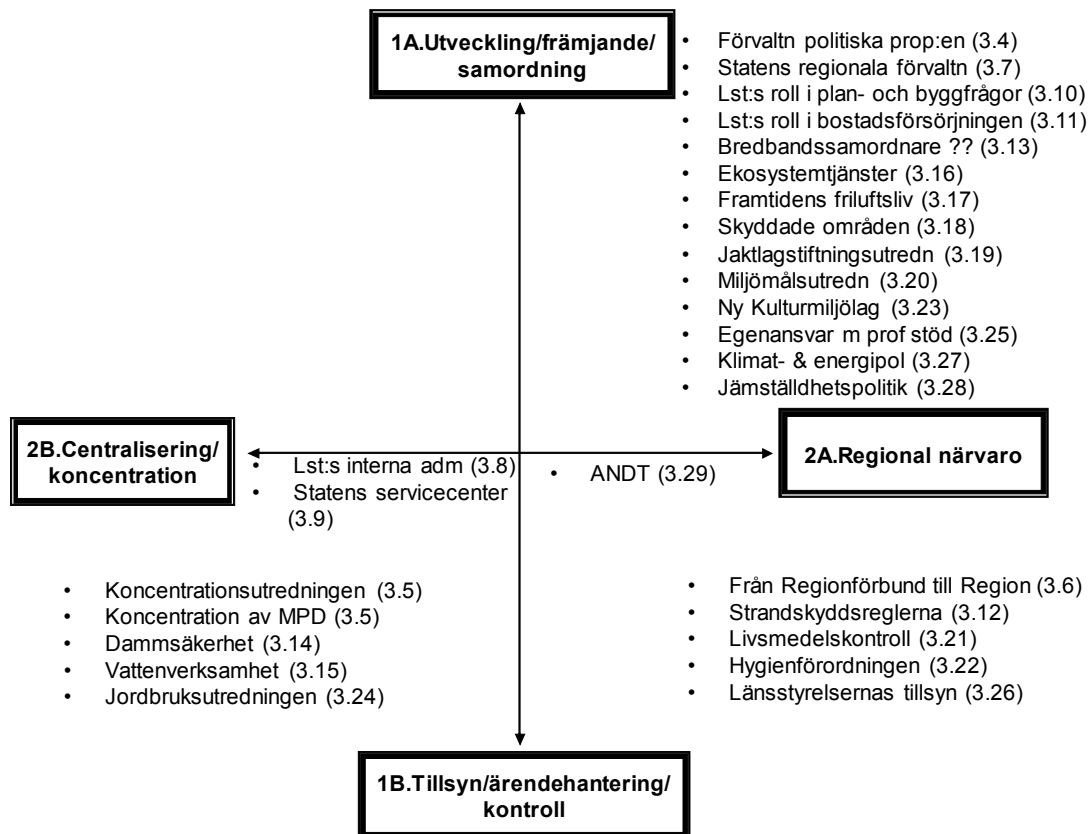 1A.Utveckling/främjande/
samordning
• Förvaltn politiska prop:en (3.4)
• Statens regionala förvaltn (3.7)
• Lst:s roll i plan- och byggfrågor (3.10)
• Lst:s roll i bostadsförsörjningen (3.11)
• Bredbandssamordnare ?? (3.13)
• Ekosystemtjänster (3.16)
• Framtidens friluftsliv (3.17)
• Skyddade områden (3.18)
• Jaktlagstiftningsutredn (3.19)
• Miljömålsutredn (3.20)
• Ny Kulturmiljölag (3.23)
• Egenansvar m prof stöd (3.25)
• Klimat- & energipol (3.27)
• Jämställdhetspolitik (3.28)
2B.Centralisering/
koncentration
• Lst:s interna adm (3.8)
• Statens servicecenter
(3.9)
• ANDT (3.29)
2A.Regional närvaro
• Koncentrationsutredningen (3.5)
• Koncentration av MPD (3.5)
• Dammsäkerhet (3.14)
• Vattenverksamhet (3.15)
• Jordbruksutredningen (3.24)
• Från Regionförbund till Region (3.6)
• Strandskyddsreglerna (3.12)
• Livsmedelskontroll (3.21)
• Hygienförordningen (3.22)
• Länsstyrelsernas tillsyn (3.26)
1B.Tillsyn/ärendehantering/
kontroll